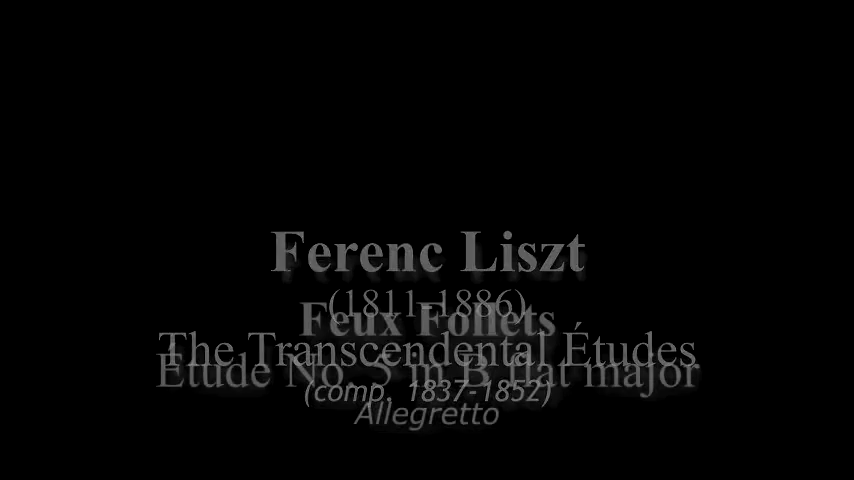 Ferenc Liszt
(1811-1886)
Feux Follets
The Transcendental Études
Étude No. 5 in B flat major
(comp. 1837-1852)
Allegretto